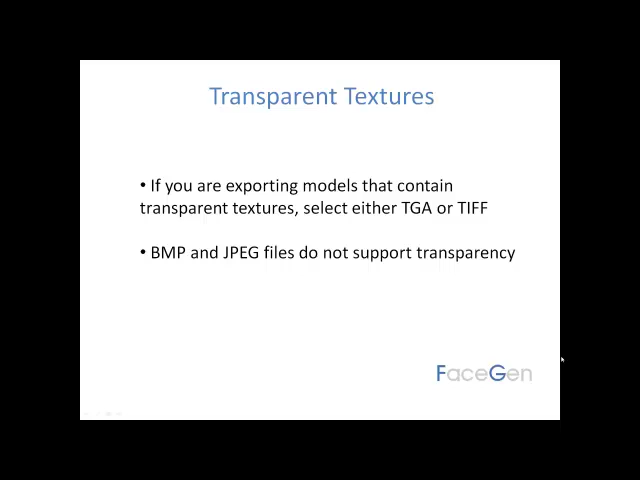 Transparent Textures
• If you are exporting models that contain
transparent textures, select either TGA or TIFF
• BMP and JPEG files do not support transparency
FaceGen